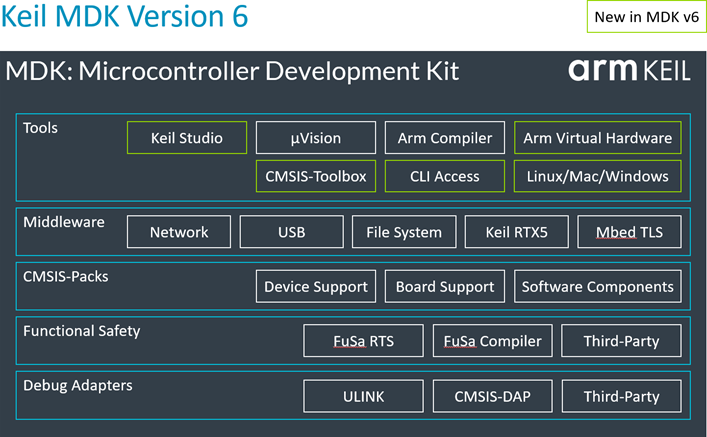 Keil MDK Version 6
New in MDK v6
MDK: Microcontroller Development Kit
arm KEIL
Tools
Keil Studio
µVision
Arm Compiler
Arm Virtual Hardware
CMSIS-Toolbox
CLI Access
Linux/Mac/Windows
Middleware
Network
USB
File System
Keil RTX5
Mbed TLS
CMSIS-Packs
Device Support
Board Support
Software Components
Functional Safety
FuSa RTS
FuSa Compiler
Third-Party
Debug Adapters
ULINK
CMSIS-DAP
Third-Party